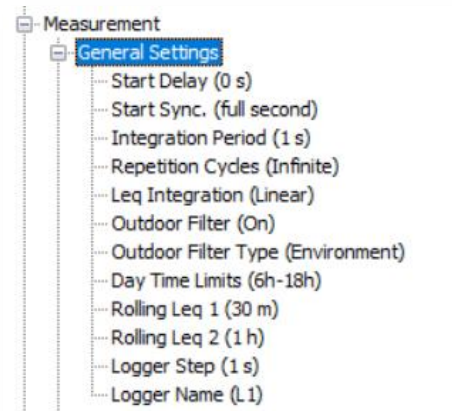 Measurement
General Settings
Start Delay (0 s)
Start Sync. (full second)
Integration Period (1 s)
Repetition Cycles (Infinite)
Leq Integration (Linear)
Outdoor Filter (On)
Outdoor Filter Type (Environment)
Day Time Limits (6h-18h)
Rolling Leq 1 (30 m)
Rolling Leq 2 (1 h)
Logger Step (1 s)
Logger Name (L1)